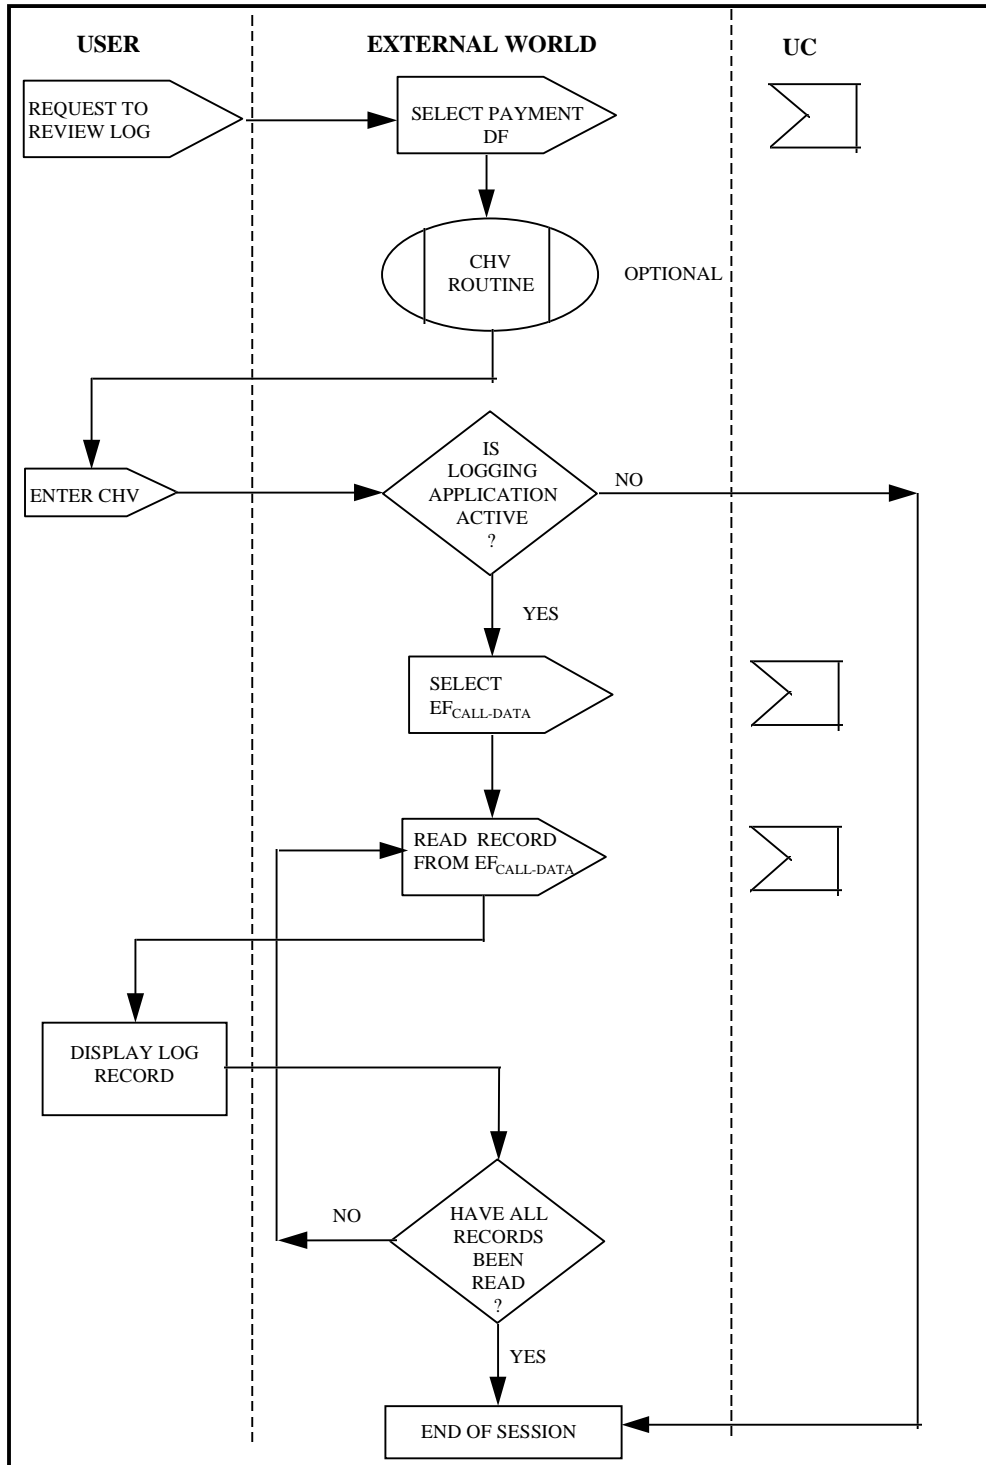 USER
EXTERNAL WORLD
UC
REQUEST TO
REVIEW LOG
SELECT PAYMENT
DF
CHV
ROUTINE
OPTIONAL
ENTER CHV
IS
LOGGING
APPLICATION
ACTIVE
?
NO
YES
SELECT
EFCALL-DATA
READ RECORD
FROM EFCALL-DATA
DISPLAY LOG
RECORD
NO
HAVE ALL
RECORDS
BEEN
READ
?
YES
END OF SESSION